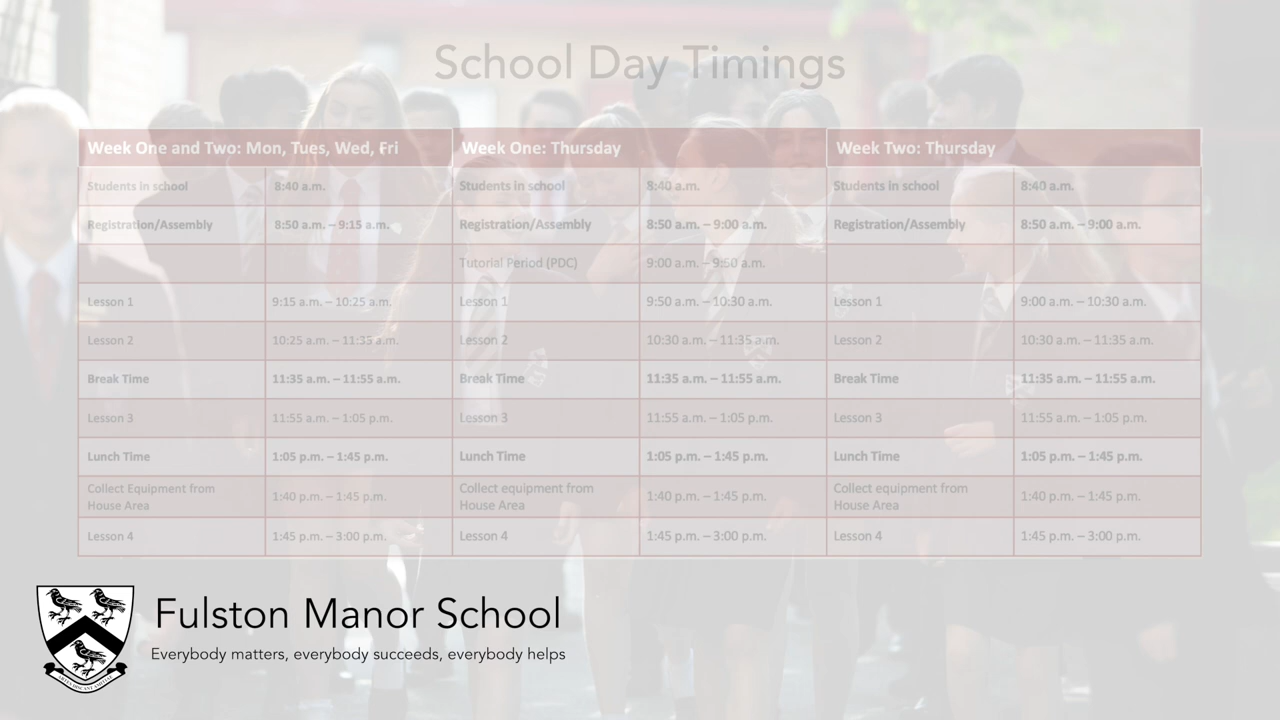 School Day Timings
Week One and Two: Mon, Tues, Wed, Fri Week One: Thursday Week Two: Thursday
Students in school 8:40 a.m. Students in school 8:40 a.m. Students in school 8:40 a.m.
Registration/Assembly 8:50 a.m. – 9:15 a.m. Registration/Assembly 8:50 a.m. – 9:00 a.m. Registration/Assembly 8:50 a.m. – 9:00 a.m.
Tutorial Period (PDC) 9:00 a.m. – 9:50 a.m.
Lesson 1 9:15 a.m. – 10:25 a.m. Lesson 1 9:50 a.m. – 10:30 a.m. Lesson 1 9:00 a.m. – 10:30 a.m.
Lesson 2 10:25 a.m. – 11:35 a.m. Lesson 2 10:30 a.m. – 11:35 a.m. Lesson 2 10:30 a.m. – 11:35 a.m.
Break Time 11:35 a.m. – 11:55 a.m. Break Time 11:35 a.m. – 11:55 a.m. Break Time 11:35 a.m. – 11:55 a.m.
Lesson 3 11:55 a.m. – 1:05 p.m. Lesson 3 11:55 a.m. – 1:05 p.m. Lesson 3 11:55 a.m. – 1:05 p.m.
Lunch Time 1:05 p.m. – 1:45 p.m. Lunch Time 1:05 p.m. – 1:45 p.m. Lunch Time 1:05 p.m. – 1:45 p.m.
Collect Equipment from House Area 1:40 p.m. – 1:45 p.m. Collect equipment from House Area 1:40 p.m. – 1:45 p.m. Collect equipment from House Area 1:40 p.m. – 1:45 p.m.
Lesson 4 1:45 p.m. – 3:00 p.m. Lesson 4 1:45 p.m. – 3:00 p.m. Lesson 4 1:45 p.m. – 3:00 p.m.
Fulston Manor School
Everybody matters, everybody succeeds, everybody helps